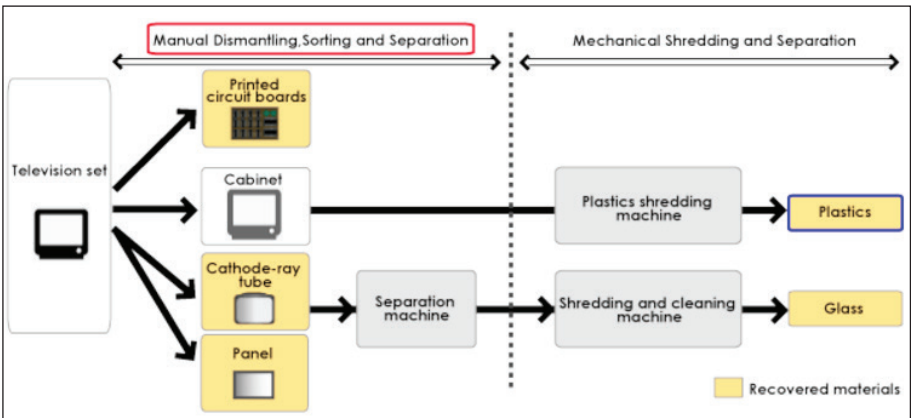 Manual Dismantling,Sorting and Separation
Mechanical Shredding and Separation
Printed
circuit boards
Television set
Cabinet
Plastics shredding
machine
Plastics
Cathode-ray
tube
Separation
machine
Shredding and cleaning
machine
Glass
Panel
Recovered materials